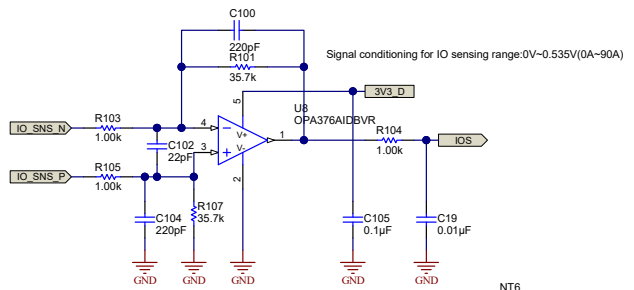 C100
220pF
R101
35.7k
Signal conditioning for IO sensing range:0V~0.535V(0A~90A)
3V3_D
U8
OPA376AIDBVR
5
IO_SNS_N
R103
1.00k
4
V+
V-
1
R104
1.00k
IOS
C102
22pF
3
IO_SNS_P
R105
1.00k
2
C104
220pF
R107
35.7k
C105
0.1µF
C19
0.01µF
GND
GND
GND
GND
GND
NT6